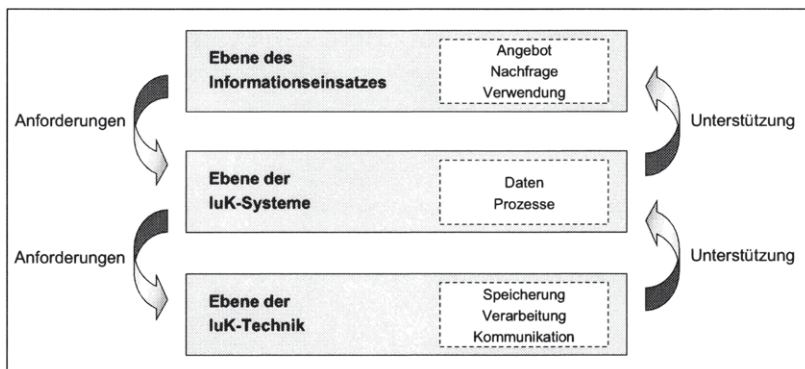 Ebene des
Informationseinsatzes
Angebot
Nachfrage
Verwendung
Anforderungen
Unterstützung
Ebene der
IuK-Systeme
Daten
Prozesse
Anforderungen
Unterstützung
Ebene der
IuK-Technik
Speicherung
Verarbeitung
Kommunikation